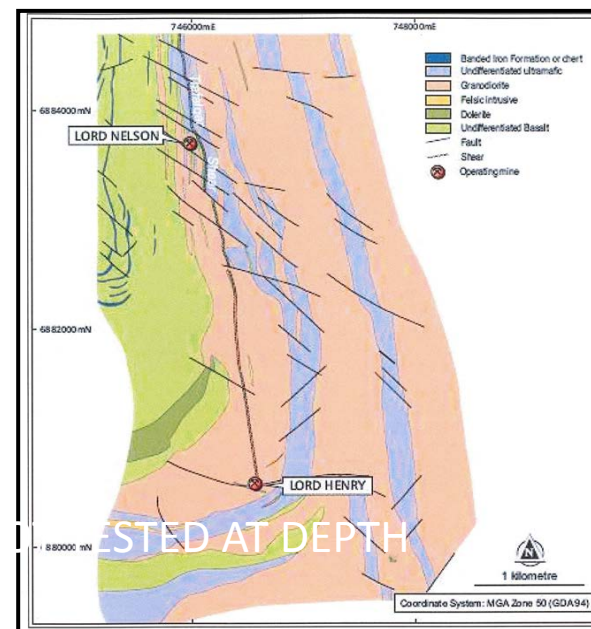 746000mE 748000mE
Banded Iron Formation or chert
Undifferentiated ultramafic
Granodiorite
Felsic intrusive
Dolerite
Undifferentiated Basalt
Fault
Shear
Operating mine
6884000mN
LORD NELSON
Shear
6882000mN
LORD HENRY
ESTED AT DEPTH
880000 mN
N
1 kilometre
Coordinate System: MGA Zone 50 (GDA94)